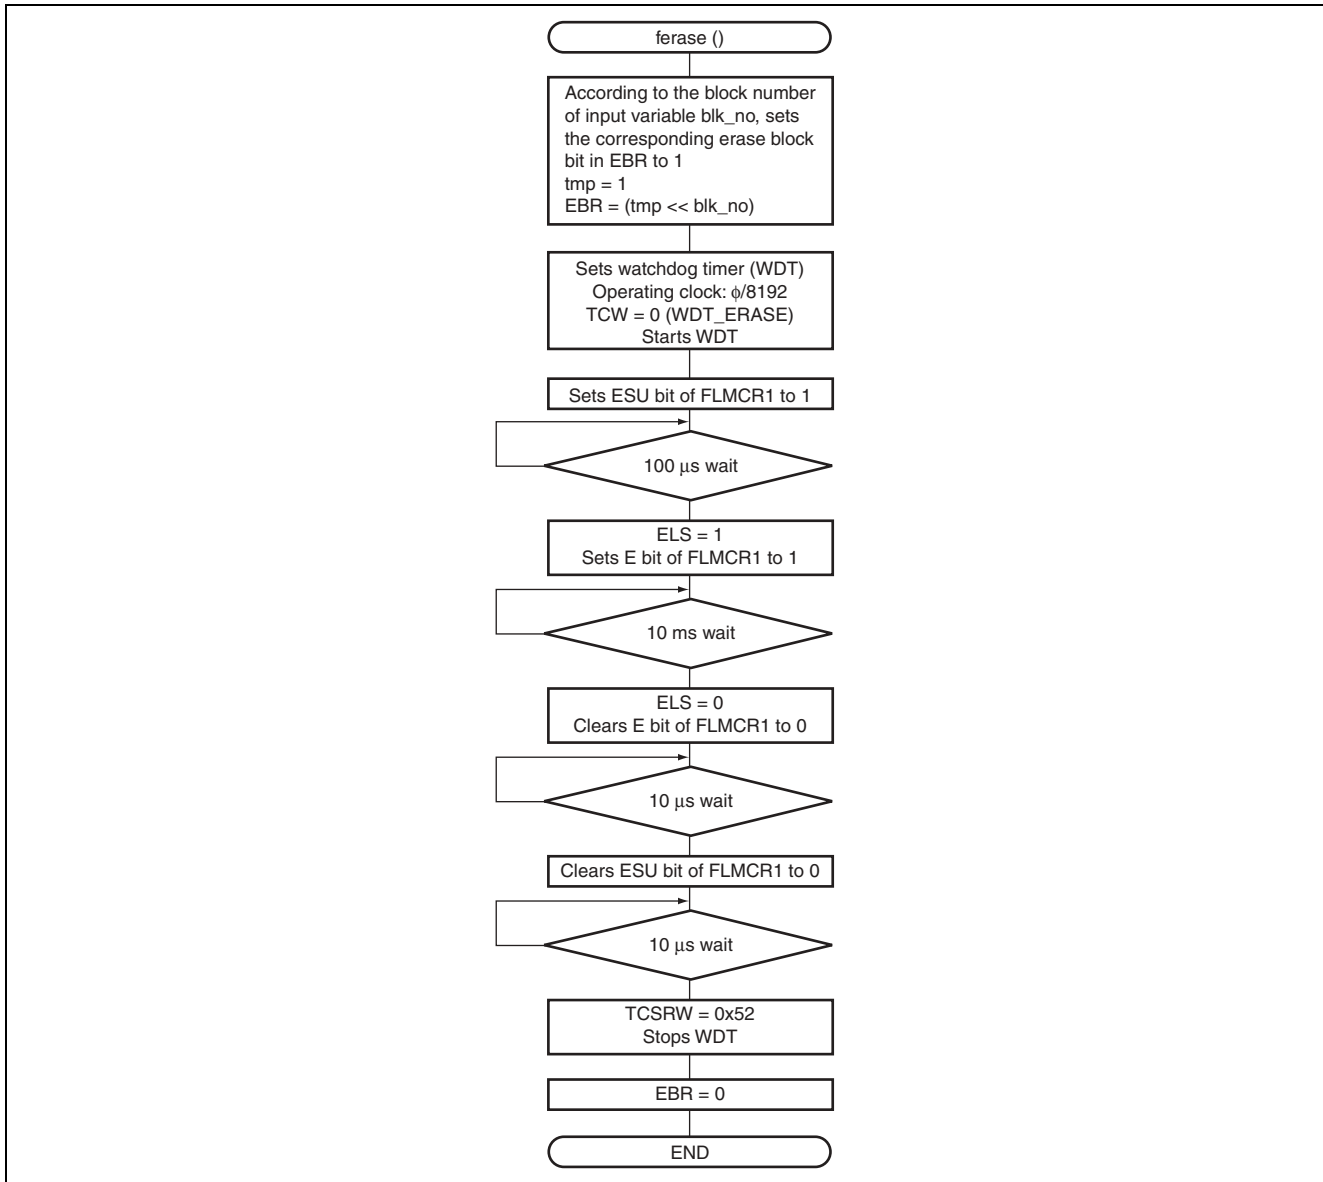 ferase ()
According to the block number
of input variable blk_no, sets
the corresponding erase block
bit in EBR to 1
tmp = 1
EBR = (tmp << blk_no)
Sets watchdog timer (WDT)
Operating clock: ϕ/8192
TCW = 0 (WDT_ERASE)
Starts WDT
Sets ESU bit of FLMCR1 to 1
100 μs wait
ELS = 1
Sets E bit of FLMCR1 to 1
10 ms wait
ELS = 0
Clears E bit of FLMCR1 to 0
10 μs wait
Clears ESU bit of FLMCR1 to 0
10 μs wait
TCSRW = 0x52
Stops WDT
EBR = 0
END